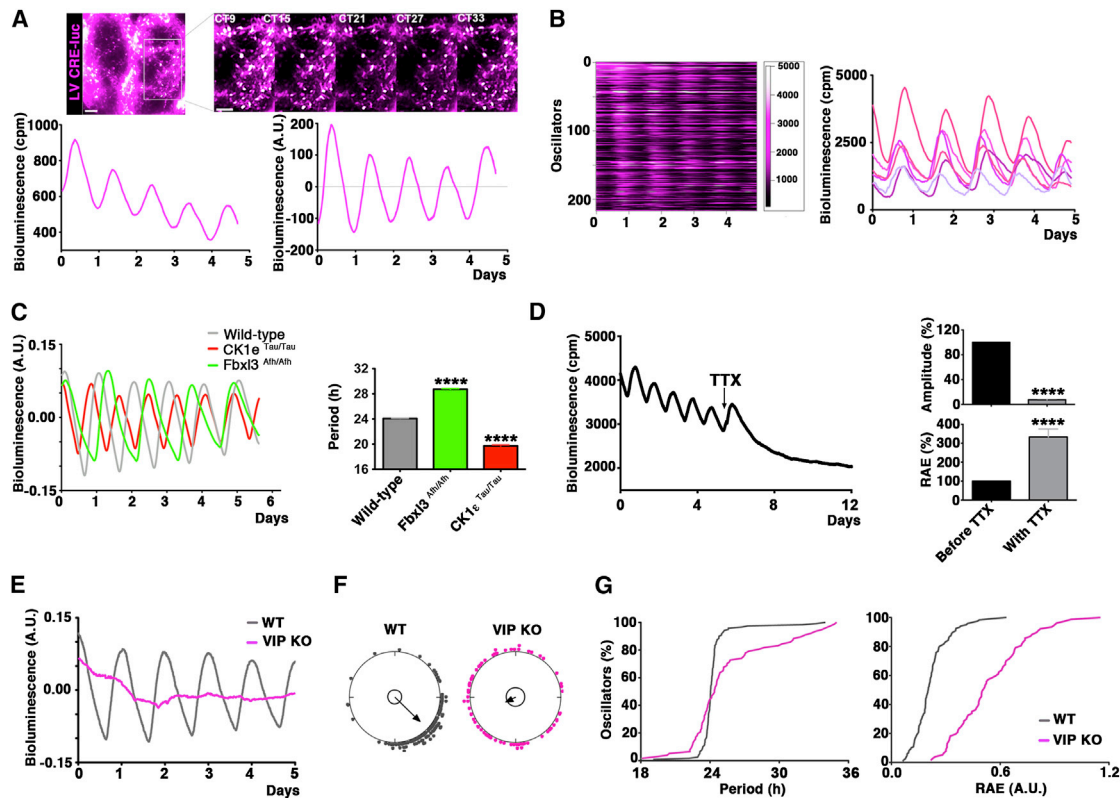 A
LV CRE-luc
CT9 CT15 CT21 CT27 CT33
Bioluminescence (cpm)
1000
800
600
400
0 1 2 3 4 5
Bioluminescence (A.U.)
200
100
0
-100
-200
0 1 2 3 4 5
Days
B
Oscillators
0
100
200
0 1 2 3 4
5000
4000
3000
2000
1000
Bioluminescence (cpm)
5000
2500
0
0 1 2 3 4 5
Days
C
Wild-type
CK1e Tau/Tau
Fbxl3 Afh/Afh
Bioluminescence (A.U.)
0.15
0.00
-0.15
0 1 2 3 4 5 6
Days
Period (h)
32
28
24
20
16
****
****
Wild-type
Fbxl3 Afh/Afh
CK1ε Tau/Tau
D
Bioluminescence (cpm)
5000
4000
3000
2000
TTX
0 4 8 12
Days
Amplitude (%)
120
80
40
0
****
RAE (%)
400
300
200
100
0
****
Before TTX
With TTX
E
Bioluminescence (A.U.)
0.15
0.00
-0.15
WT
VIP KO
0 1 2 3 4 5
Days
F
WT
VIP KO
G
Oscillators (%)
100
80
60
40
20
0
18 24 30 36
Period (h)
100
80
60
40
20
0
WT
VIP KO
0.0 0.6 1.2
RAE (A.U.)